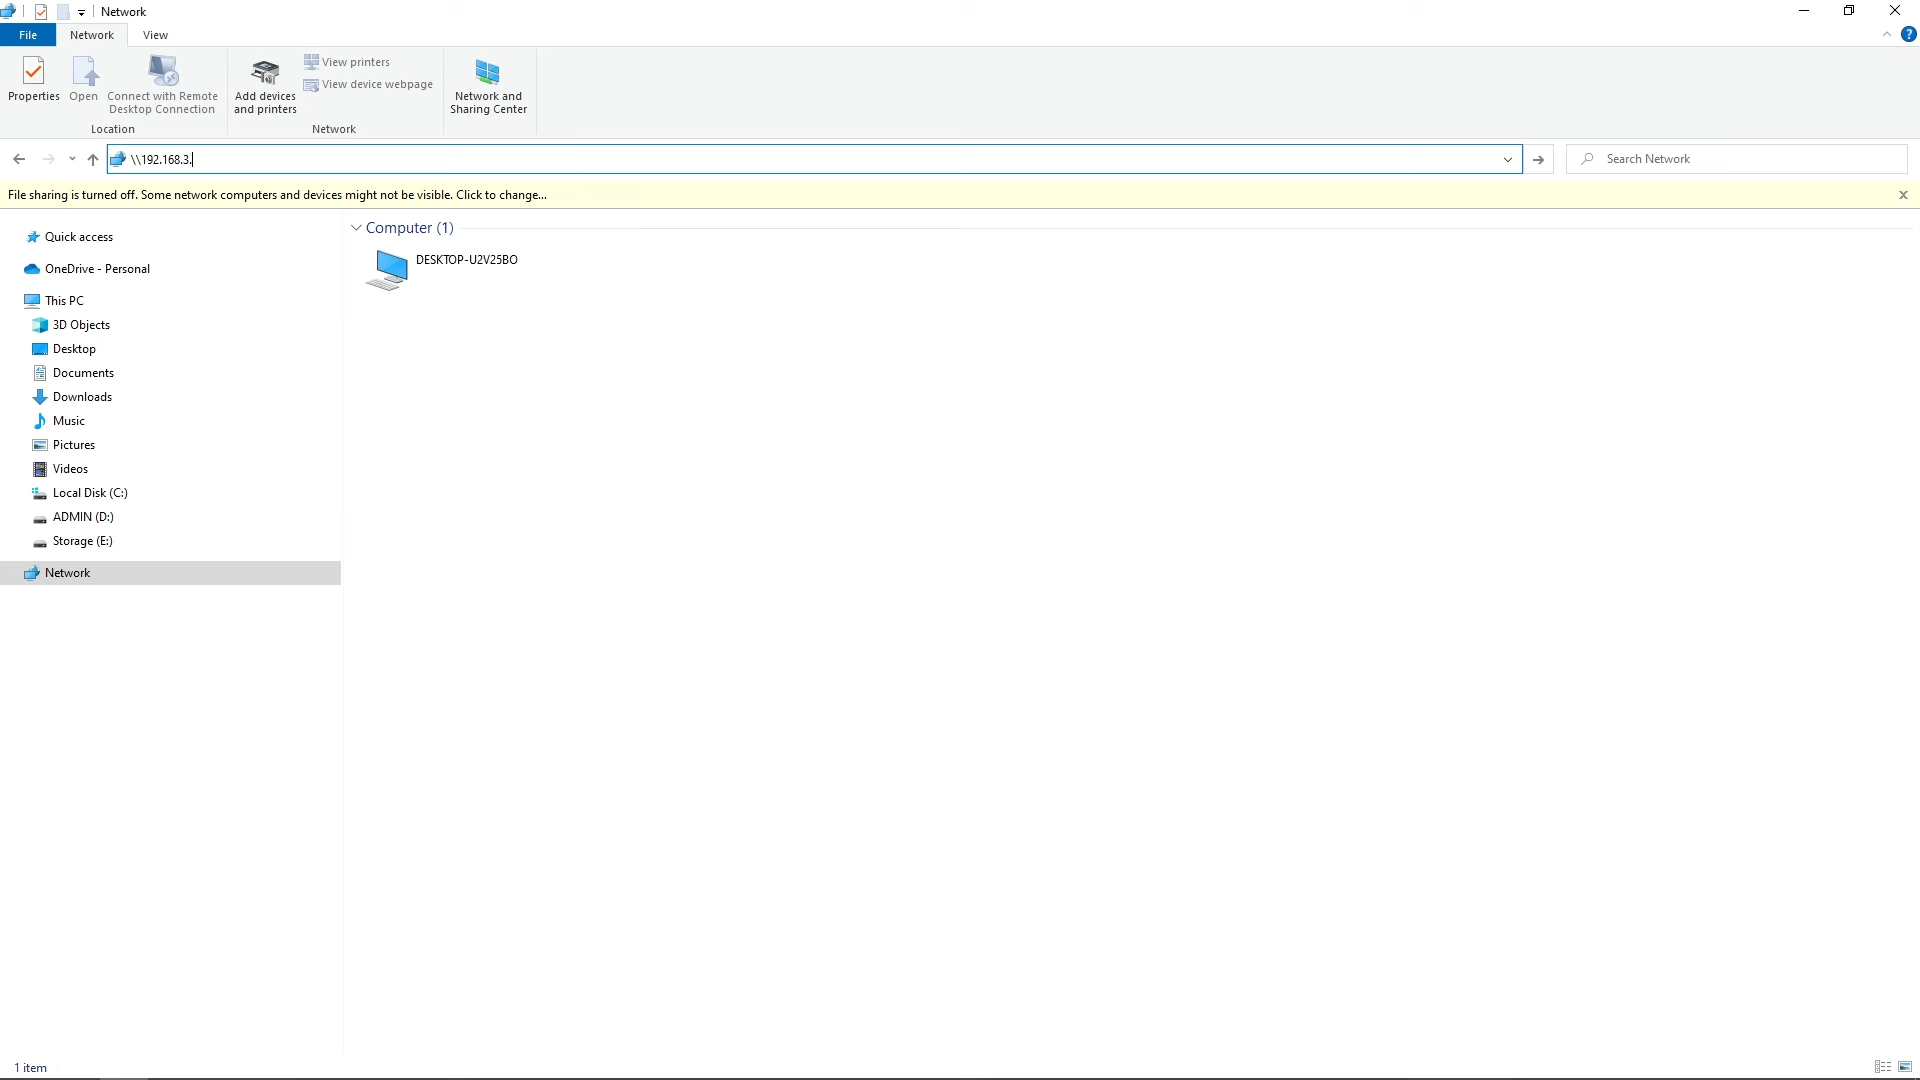 Network
File
Network
View
Properties
Open
Connect with Remote
Desktop Connection
Location
Add devices
and printers
View printers
View device webpage
Network
Network and
Sharing Center
\\192.168.3.
Search Network
File sharing is turned off. Some network computers and devices might not be visible. Click to change...
Quick access
OneDrive - Personal
This PC
3D Objects
Desktop
Documents
Downloads
Music
Pictures
Videos
Local Disk (C:)
ADMIN (D:)
Storage (E:)
Network
Computer (1)
DESKTOP-U2V25BO
1 item